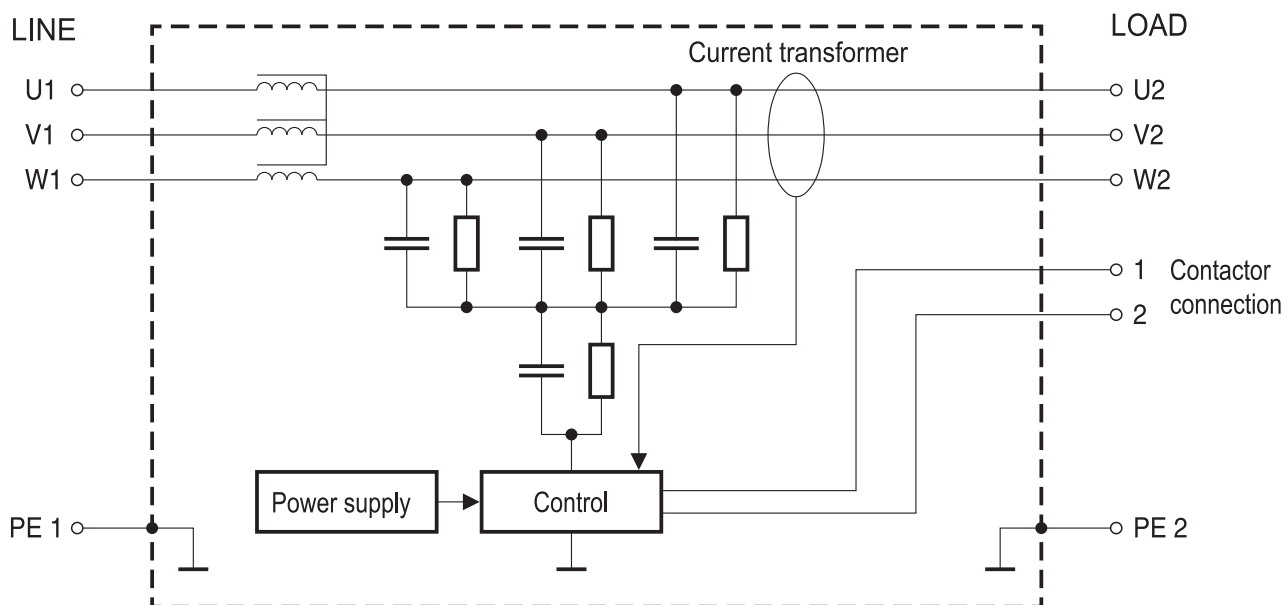 LINE
LOAD
Current transformer
U1
U2
V1
V2
W1
W2
1 Contactor
connection
2
Power supply
Control
PE 1
PE 2